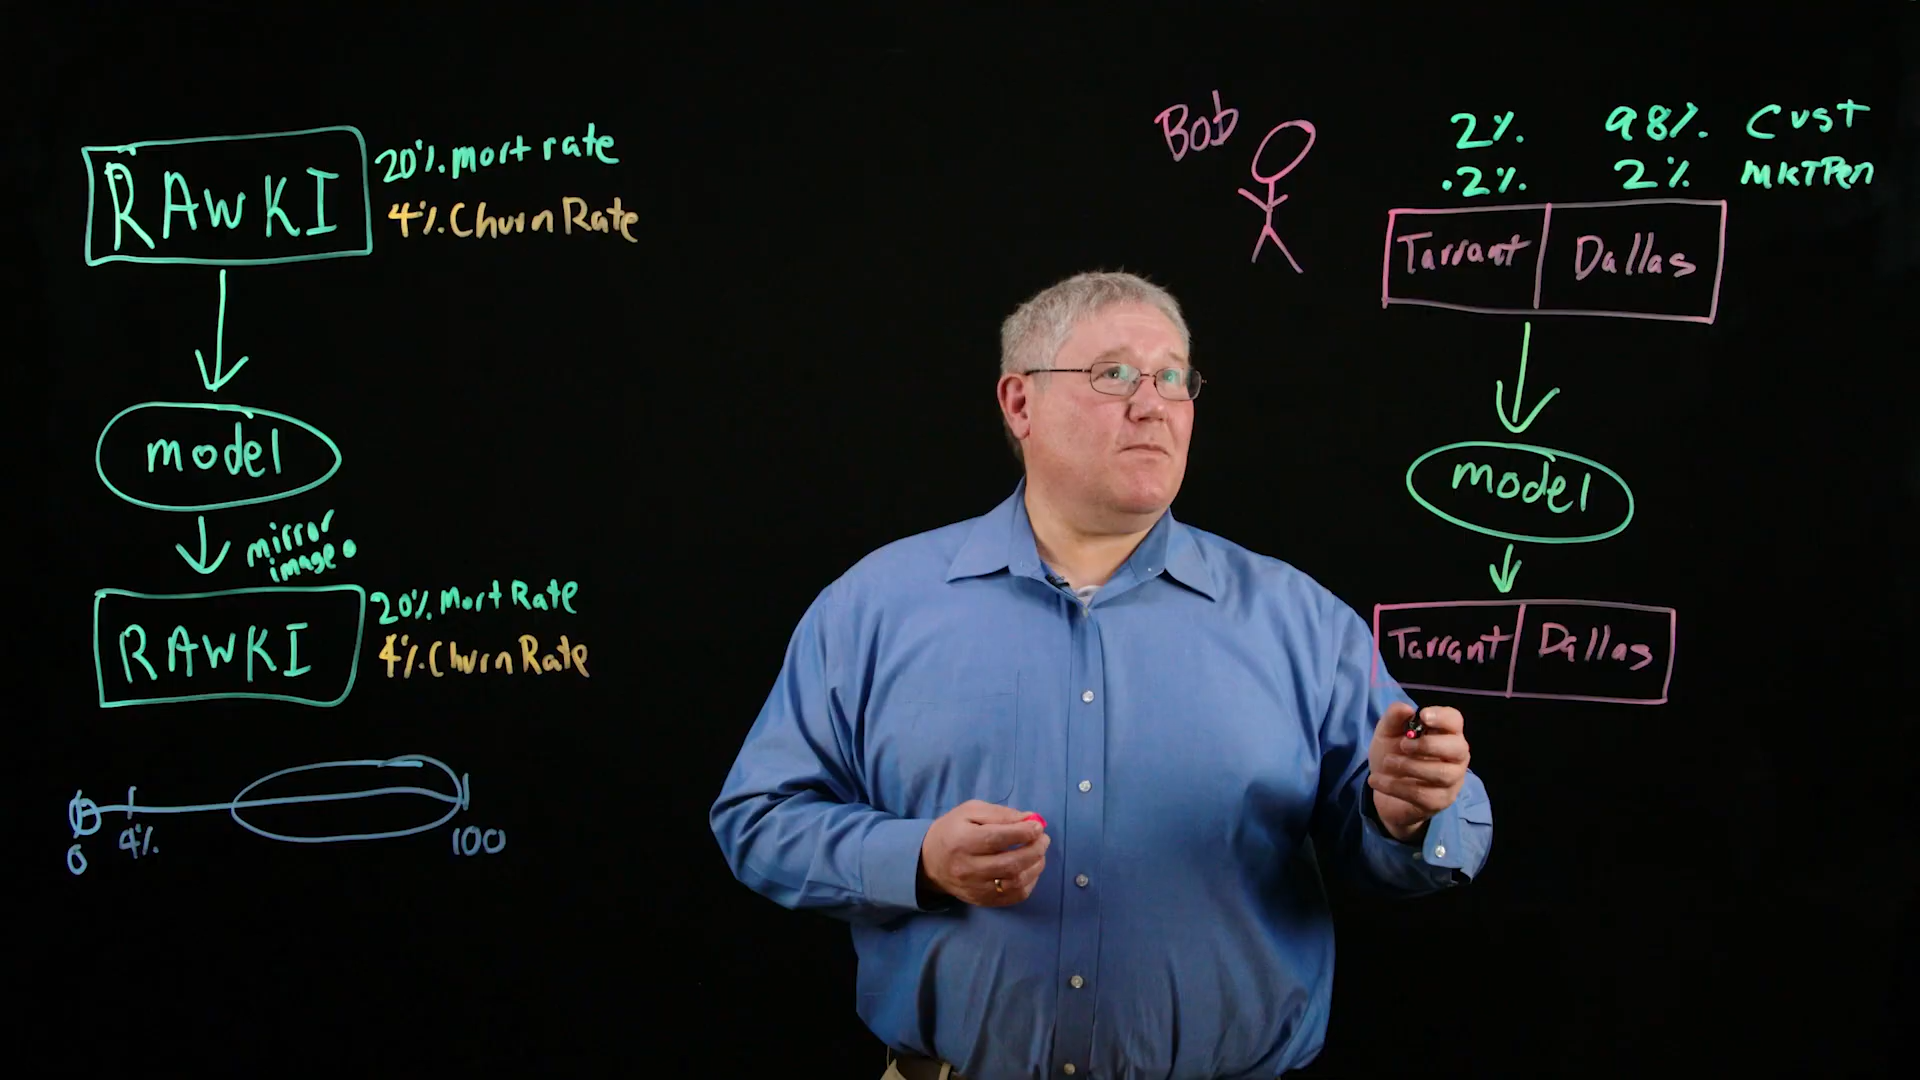 RAWKI
20% mort rate
4% Churn Rate
model
mirror
image
RAWKI
20% Mort Rate
4% Churn Rate
0
4%
100
Bob
2% 98% Cust
.2% 2% MKTPen
Tarrant Dallas
model
Tarrant Dallas